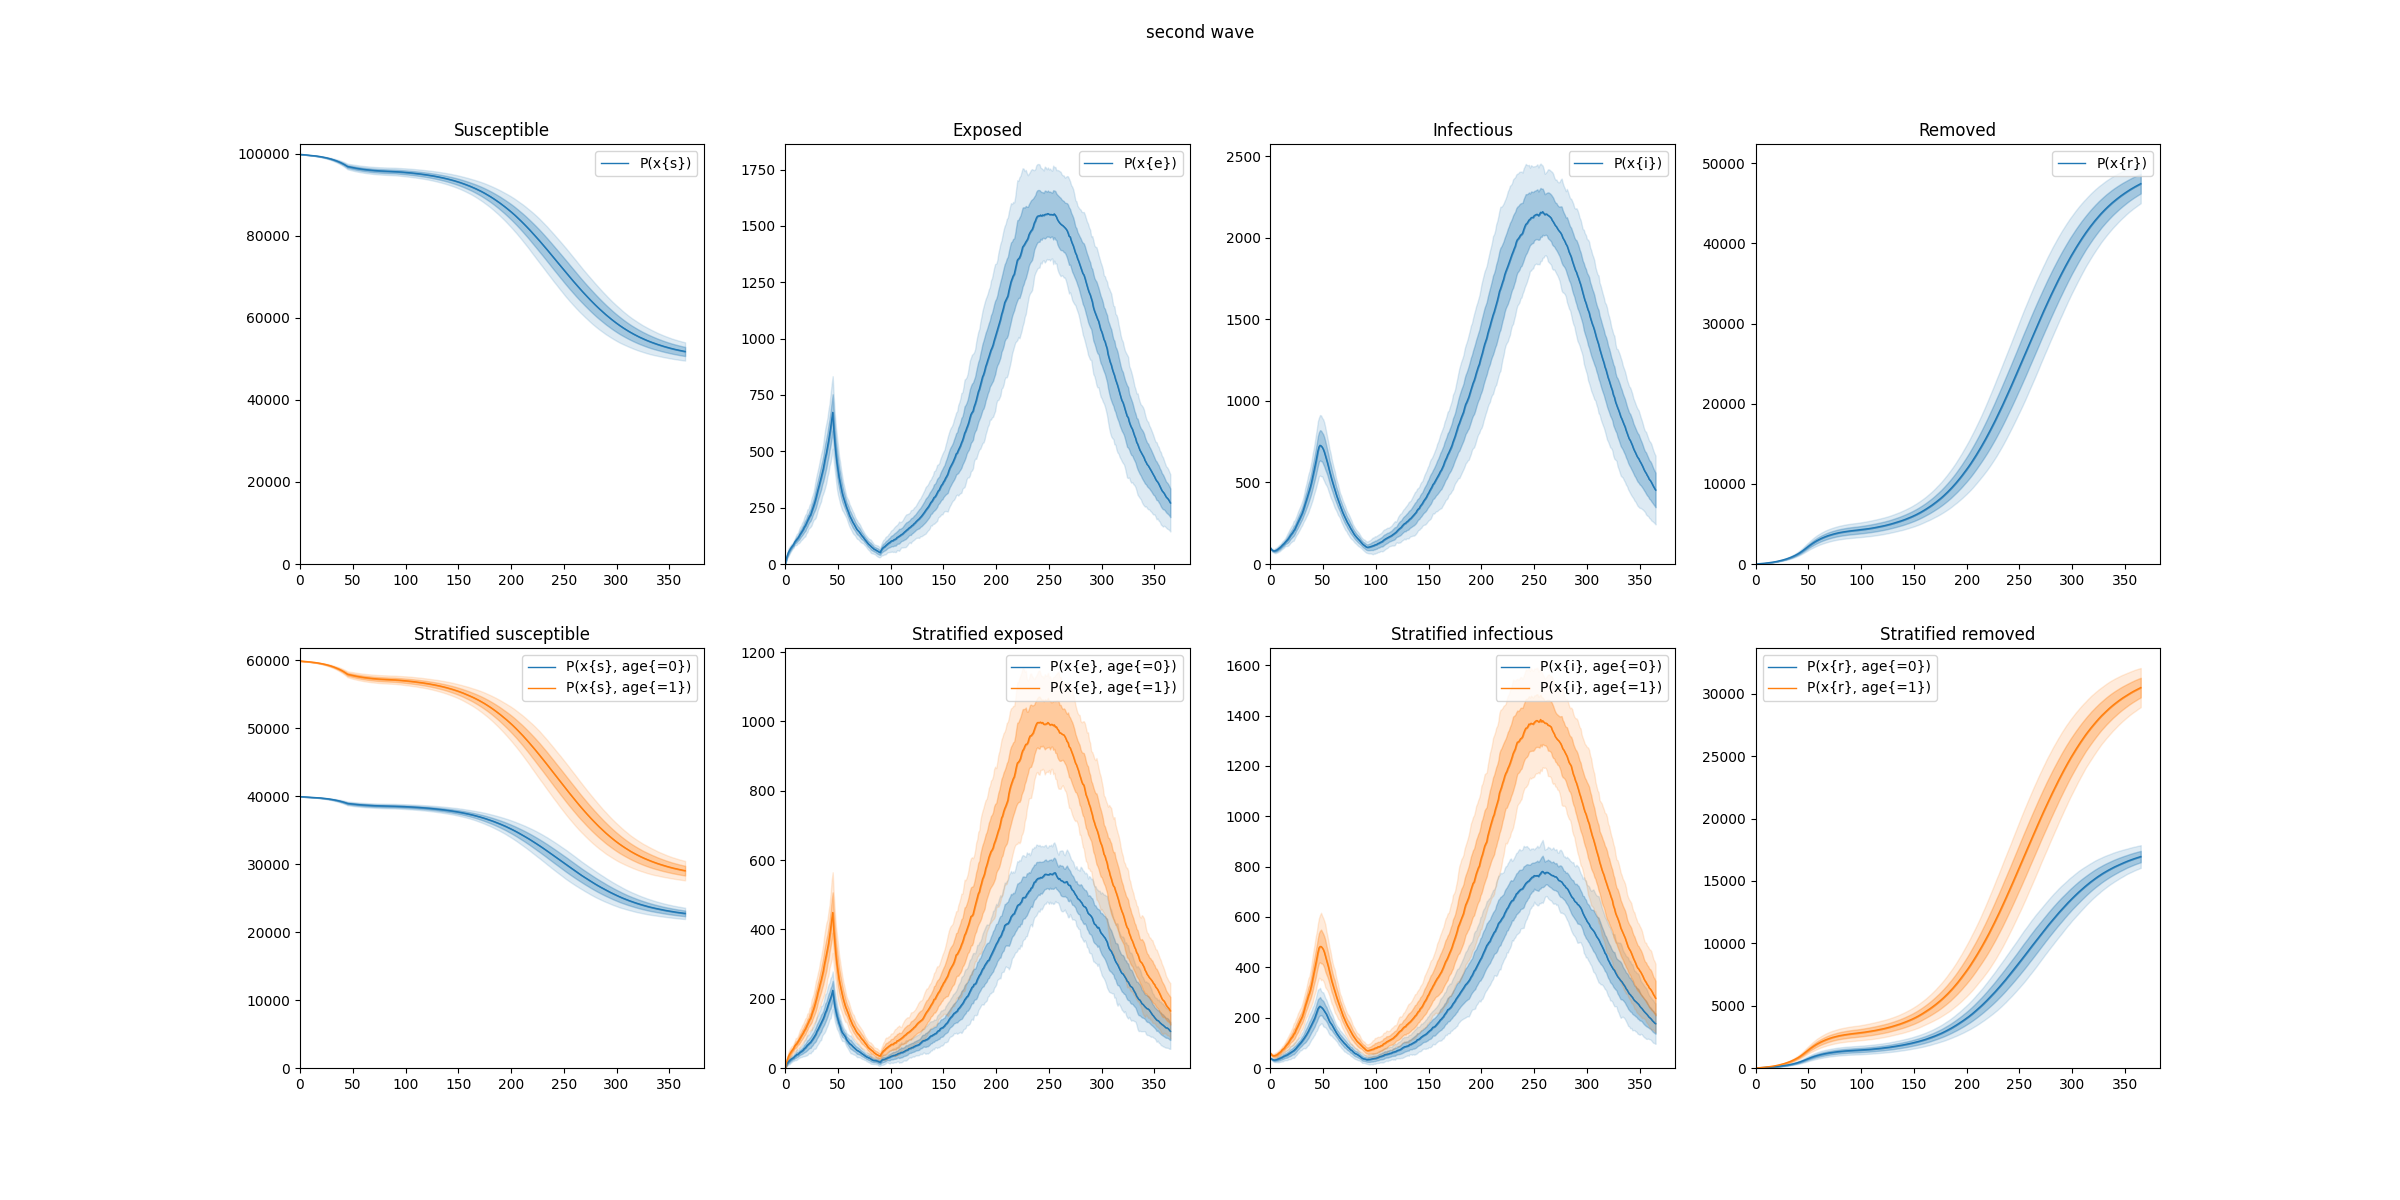 second wave
Susceptible
100000
80000
60000
40000
20000
0
0 50 100 150 200 250 300 350
P(x{s})
Exposed
1750
1500
1250
1000
750
500
250
0
0 50 100 150 200 250 300 350
P(x{e})
Infectious
2500
2000
1500
1000
500
0
0 50 100 150 200 250 300 350
P(x{i})
Removed
50000
40000
30000
20000
10000
0
0 50 100 150 200 250 300 350
P(x{r})
Stratified susceptible
60000
50000
40000
30000
20000
10000
0
0 50 100 150 200 250 300 350
P(x{s}, age{=0})
P(x{s}, age{=1})
Stratified exposed
1200
1000
800
600
400
200
0
0 50 100 150 200 250 300 350
P(x{e}, age{=0})
P(x{e}, age{=1})
Stratified infectious
1600
1400
1200
1000
800
600
400
200
0
0 50 100 150 200 250 300 350
P(x{i}, age{=0})
P(x{i}, age{=1})
Stratified removed
30000
25000
20000
15000
10000
5000
0
0 50 100 150 200 250 300 350
P(x{r}, age{=0})
P(x{r}, age{=1})